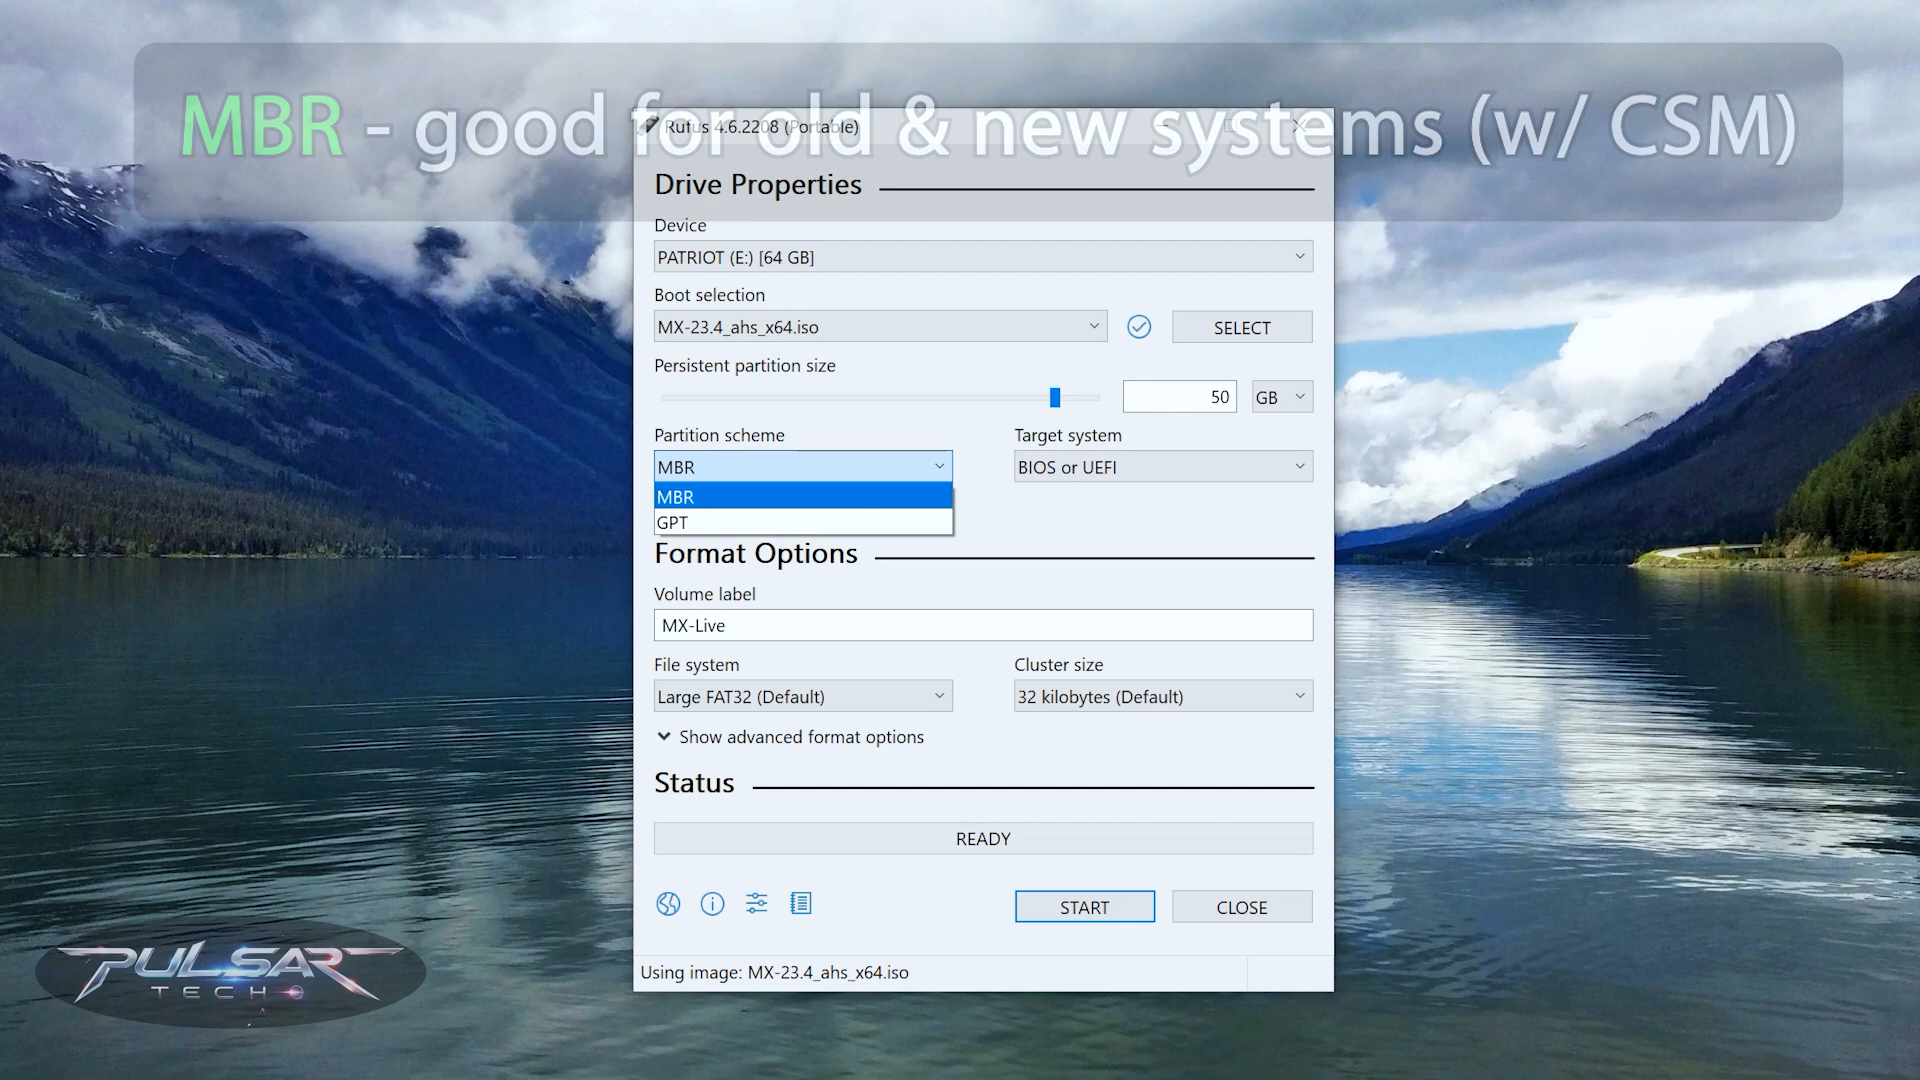 MBR - good for old & new systems (w/ CSM)
Rufus 4.6.2208 (Portable)
Drive Properties
Device
PATRIOT (E:) [64 GB]
Boot selection
MX-23.4_ahs_x64.iso
SELECT
Persistent partition size
50
GB
Partition scheme
Target system
MBR
BIOS or UEFI
MBR
GPT
Format Options
Volume label
MX-Live
File system
Cluster size
Large FAT32 (Default)
32 kilobytes (Default)
Show advanced format options
Status
READY
START
CLOSE
Using image: MX-23.4_ahs_x64.iso
PULSAR
TECH